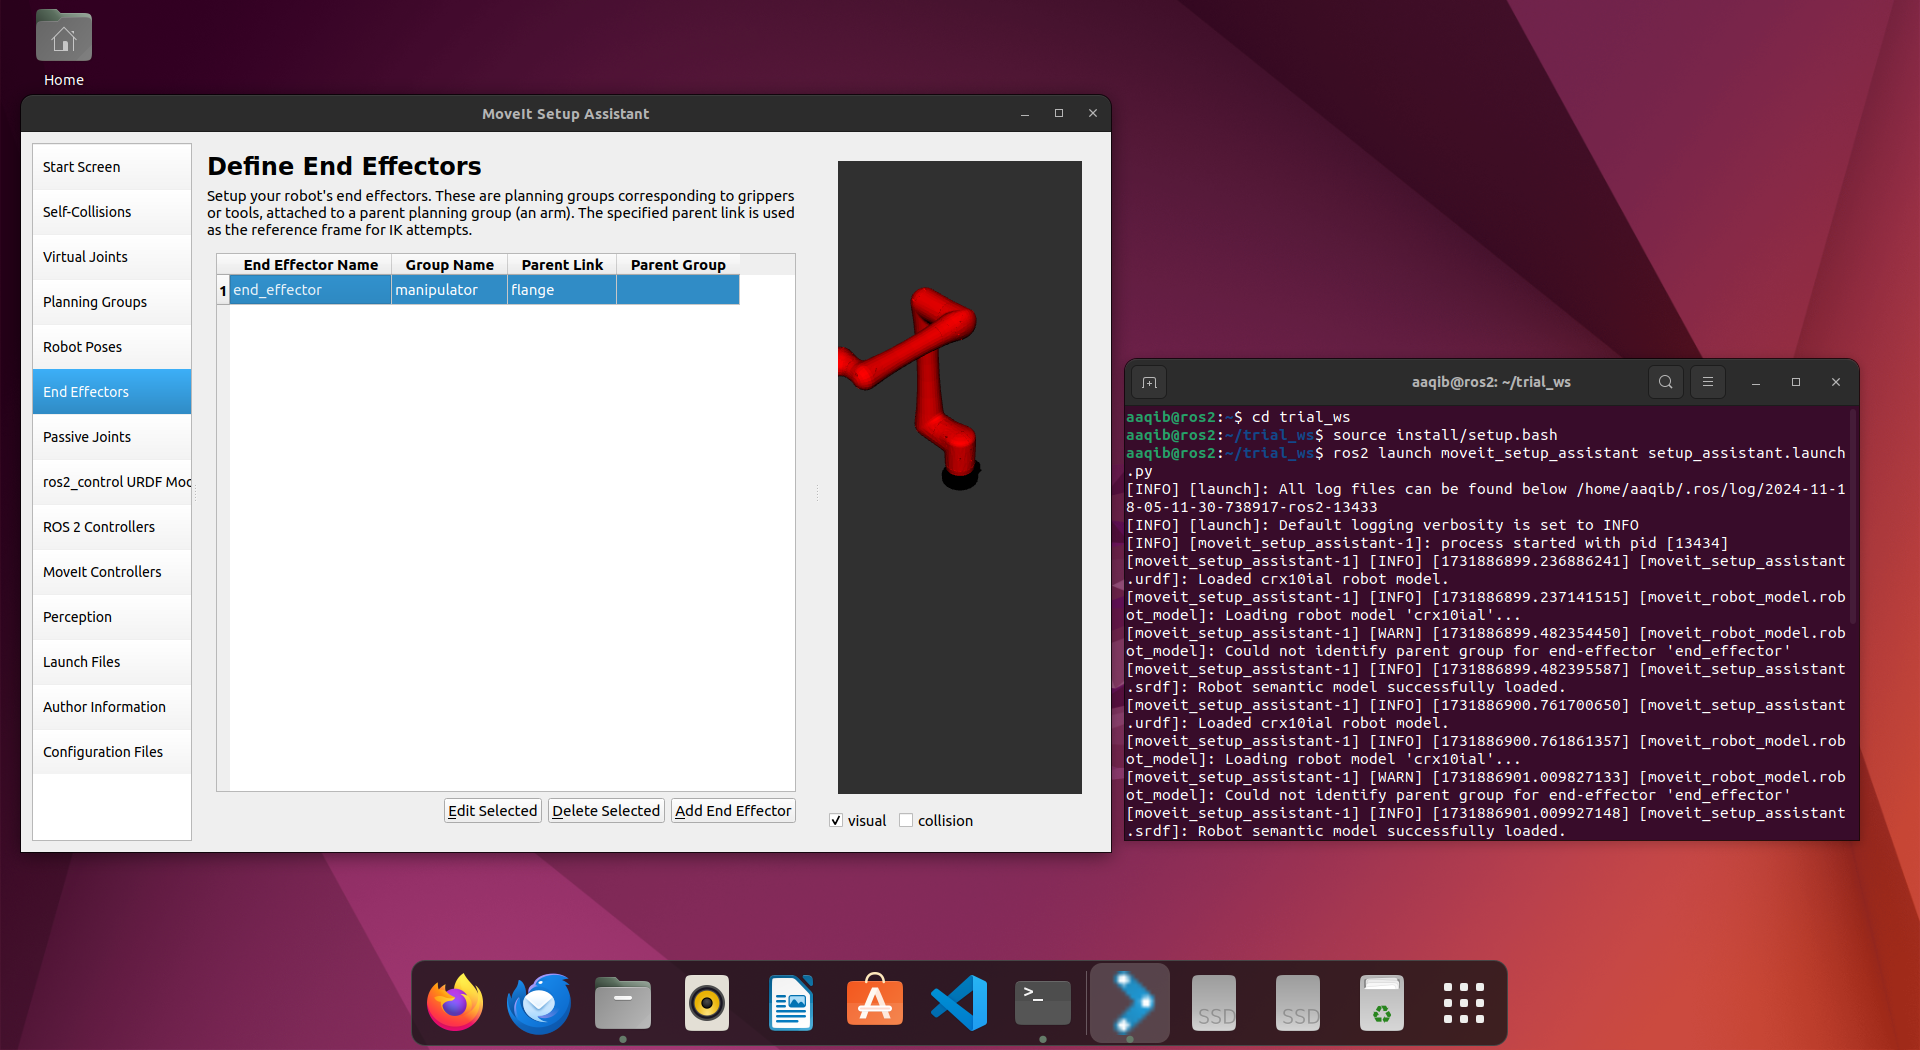 Home
MoveIt Setup Assistant
Start Screen
Self-Collisions
Virtual Joints
Planning Groups
Robot Poses
End Effectors
Passive Joints
ros2_control URDF Moc
ROS 2 Controllers
MoveIt Controllers
Perception
Launch Files
Author Information
Configuration Files
Define End Effectors
Setup your robot's end effectors. These are planning groups corresponding to grippers
or tools, attached to a parent planning group (an arm). The specified parent link is used
as the reference frame for IK attempts.
End Effector Name Group Name Parent Link Parent Group
1 end_effector manipulator flange
Edit Selected Delete Selected Add End Effector
visual collision
aaqib@ros2: ~/trial_ws
aaqib@ros2:~$ cd trial_ws
aaqib@ros2:~/trial_ws$ source install/setup.bash
aaqib@ros2:~/trial_ws$ ros2 launch moveit_setup_assistant setup_assistant.launch
.py
[INFO] [launch]: All log files can be found below /home/aaqib/.ros/log/2024-11-1
8-05-11-30-738917-ros2-13433
[INFO] [launch]: Default logging verbosity is set to INFO
[INFO] [moveit_setup_assistant-1]: process started with pid [13434]
[moveit_setup_assistant-1] [INFO] [1731886899.236886241] [moveit_setup_assistant
.urdf]: Loaded crx10ial robot model.
[moveit_setup_assistant-1] [INFO] [1731886899.237141515] [moveit_robot_model.rob
ot_model]: Loading robot model 'crx10ial'...
[moveit_setup_assistant-1] [WARN] [1731886899.482354450] [moveit_robot_model.rob
ot_model]: Could not identify parent group for end-effector 'end_effector'
[moveit_setup_assistant-1] [INFO] [1731886899.482395587] [moveit_setup_assistant
.srdf]: Robot semantic model successfully loaded.
[moveit_setup_assistant-1] [INFO] [1731886900.761700650] [moveit_setup_assistant
.urdf]: Loaded crx10ial robot model.
[moveit_setup_assistant-1] [INFO] [1731886900.761861357] [moveit_robot_model.rob
ot_model]: Loading robot model 'crx10ial'...
[moveit_setup_assistant-1] [WARN] [1731886901.009827133] [moveit_robot_model.rob
ot_model]: Could not identify parent group for end-effector 'end_effector'
[moveit_setup_assistant-1] [INFO] [1731886901.009927148] [moveit_setup_assistant
.srdf]: Robot semantic model successfully loaded.
SSD SSD